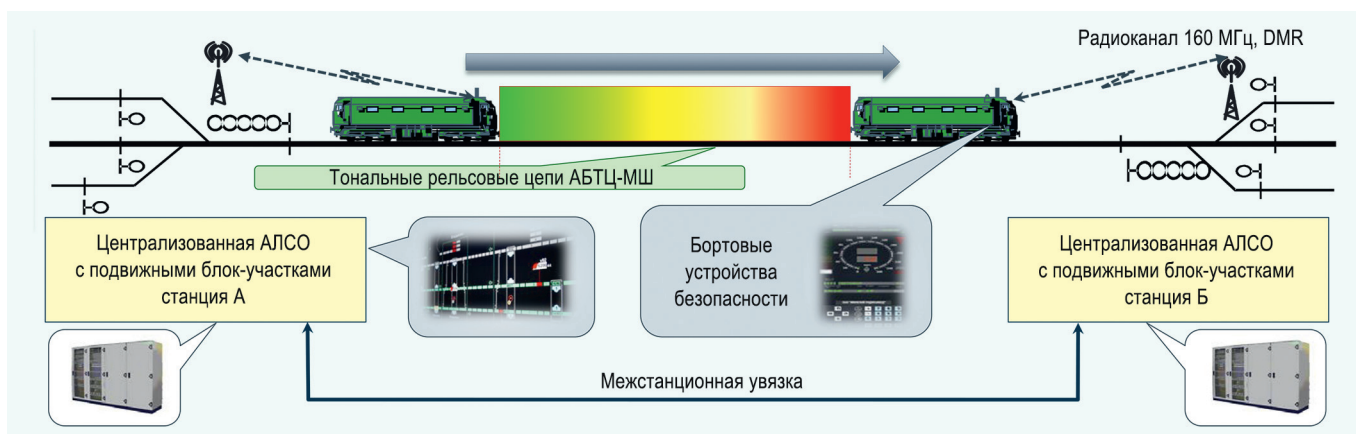 Радиоканал 160 МГц, DMR
Тональные рельсовые цепи АБТЦ-МШ
Централизованная АЛСО
с подвижными блок-участками
станция А
Бортовые
устройства
безопасности
Централизованная АЛСО
с подвижными блок-участками
станция Б
Межстанционная увязка